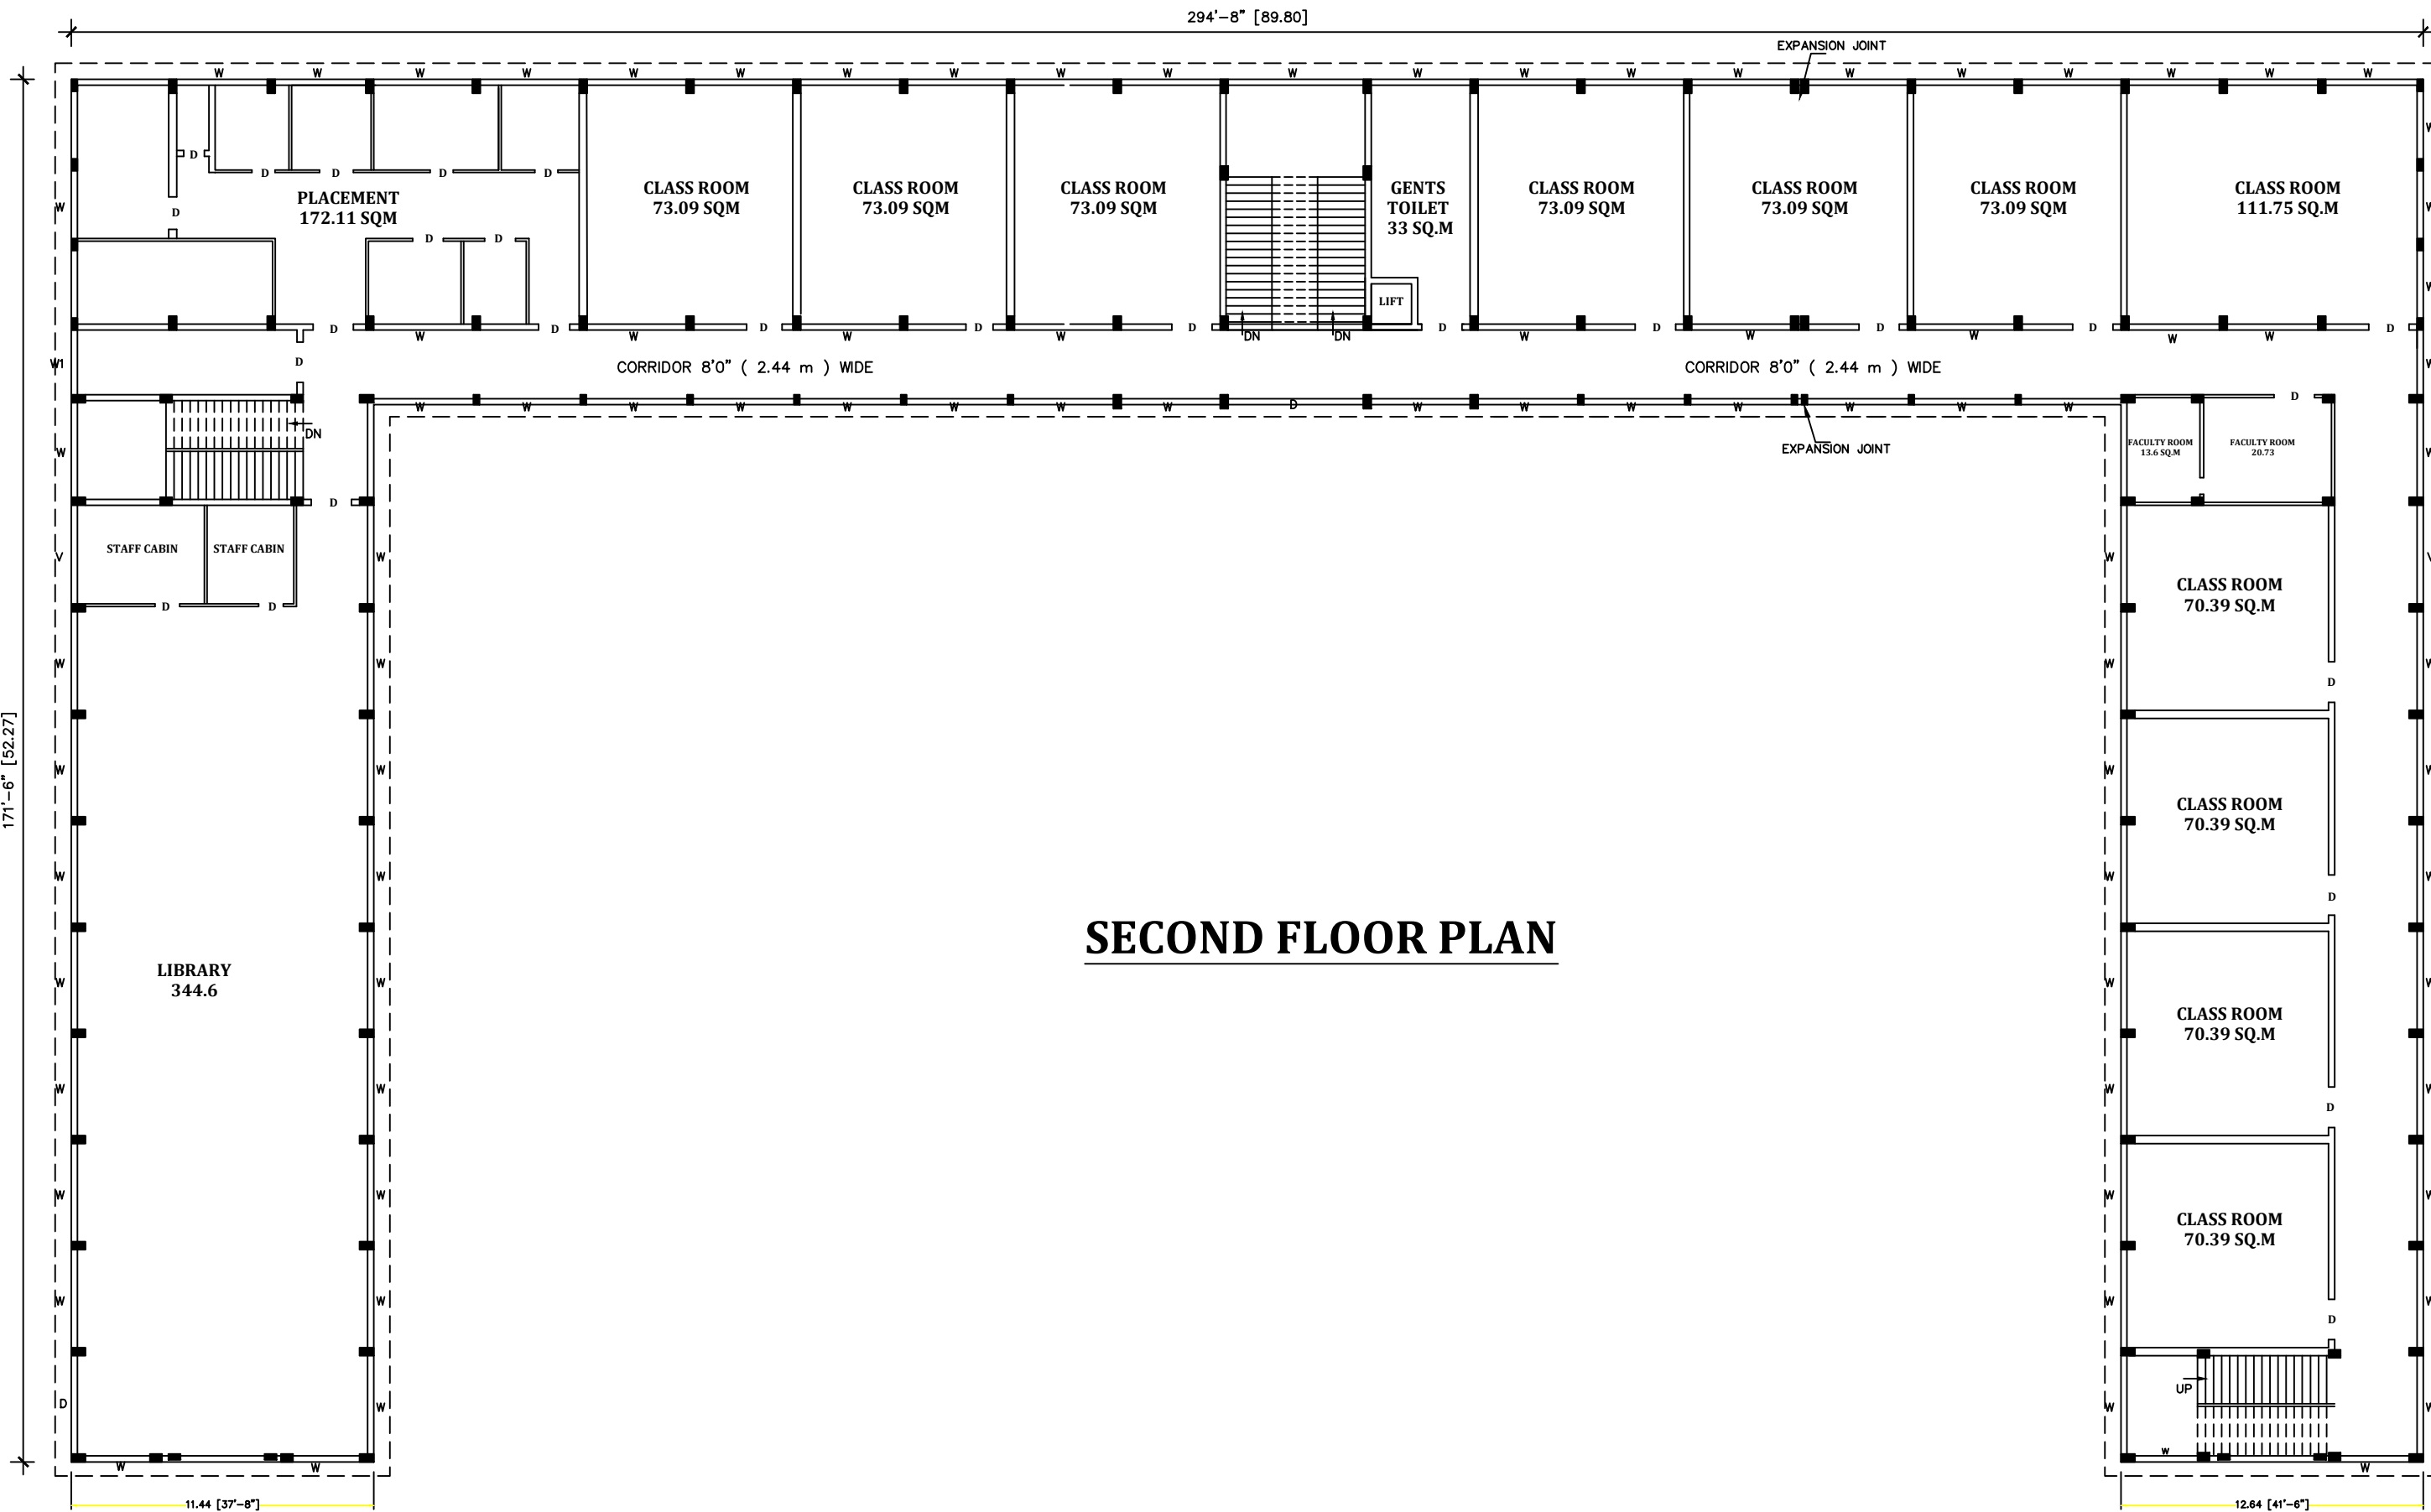 294'-8" [89.80]
EXPANSION JOINT
W W W W W W W W W W W W W W W W W W W W W
PLACEMENT
172.11 SQM
CLASS ROOM
73.09 SQM
CLASS ROOM
73.09 SQM
CLASS ROOM
73.09 SQM
GENTS
TOILET
33 SQ.M
LIFT
CLASS ROOM
73.09 SQM
CLASS ROOM
73.09 SQM
CLASS ROOM
73.09 SQM
CLASS ROOM
111.75 SQ.M
D
D D D D
D
D D
D D D D D D D D D D
W W W W W W W W W
DN
DN
W
W1
D
CORRIDOR 8'0" ( 2.44 m ) WIDE
CORRIDOR 8'0" ( 2.44 m ) WIDE
W W W W W W W W D W W W W W W W
EXPANSION JOINT
DN
W
D
D
FACULTY ROOM
13.6 SQ.M
FACULTY ROOM
20.73
STAFF CABIN
STAFF CABIN
V
D D
CLASS ROOM
70.39 SQ.M
D
CLASS ROOM
70.39 SQ.M
D
171'-6" [52.27]
SECOND FLOOR PLAN
LIBRARY
344.6
CLASS ROOM
70.39 SQ.M
D
CLASS ROOM
70.39 SQ.M
D
UP
D
W W
W
W
11.44 [37'-8"]
12.64 [41'-6"]